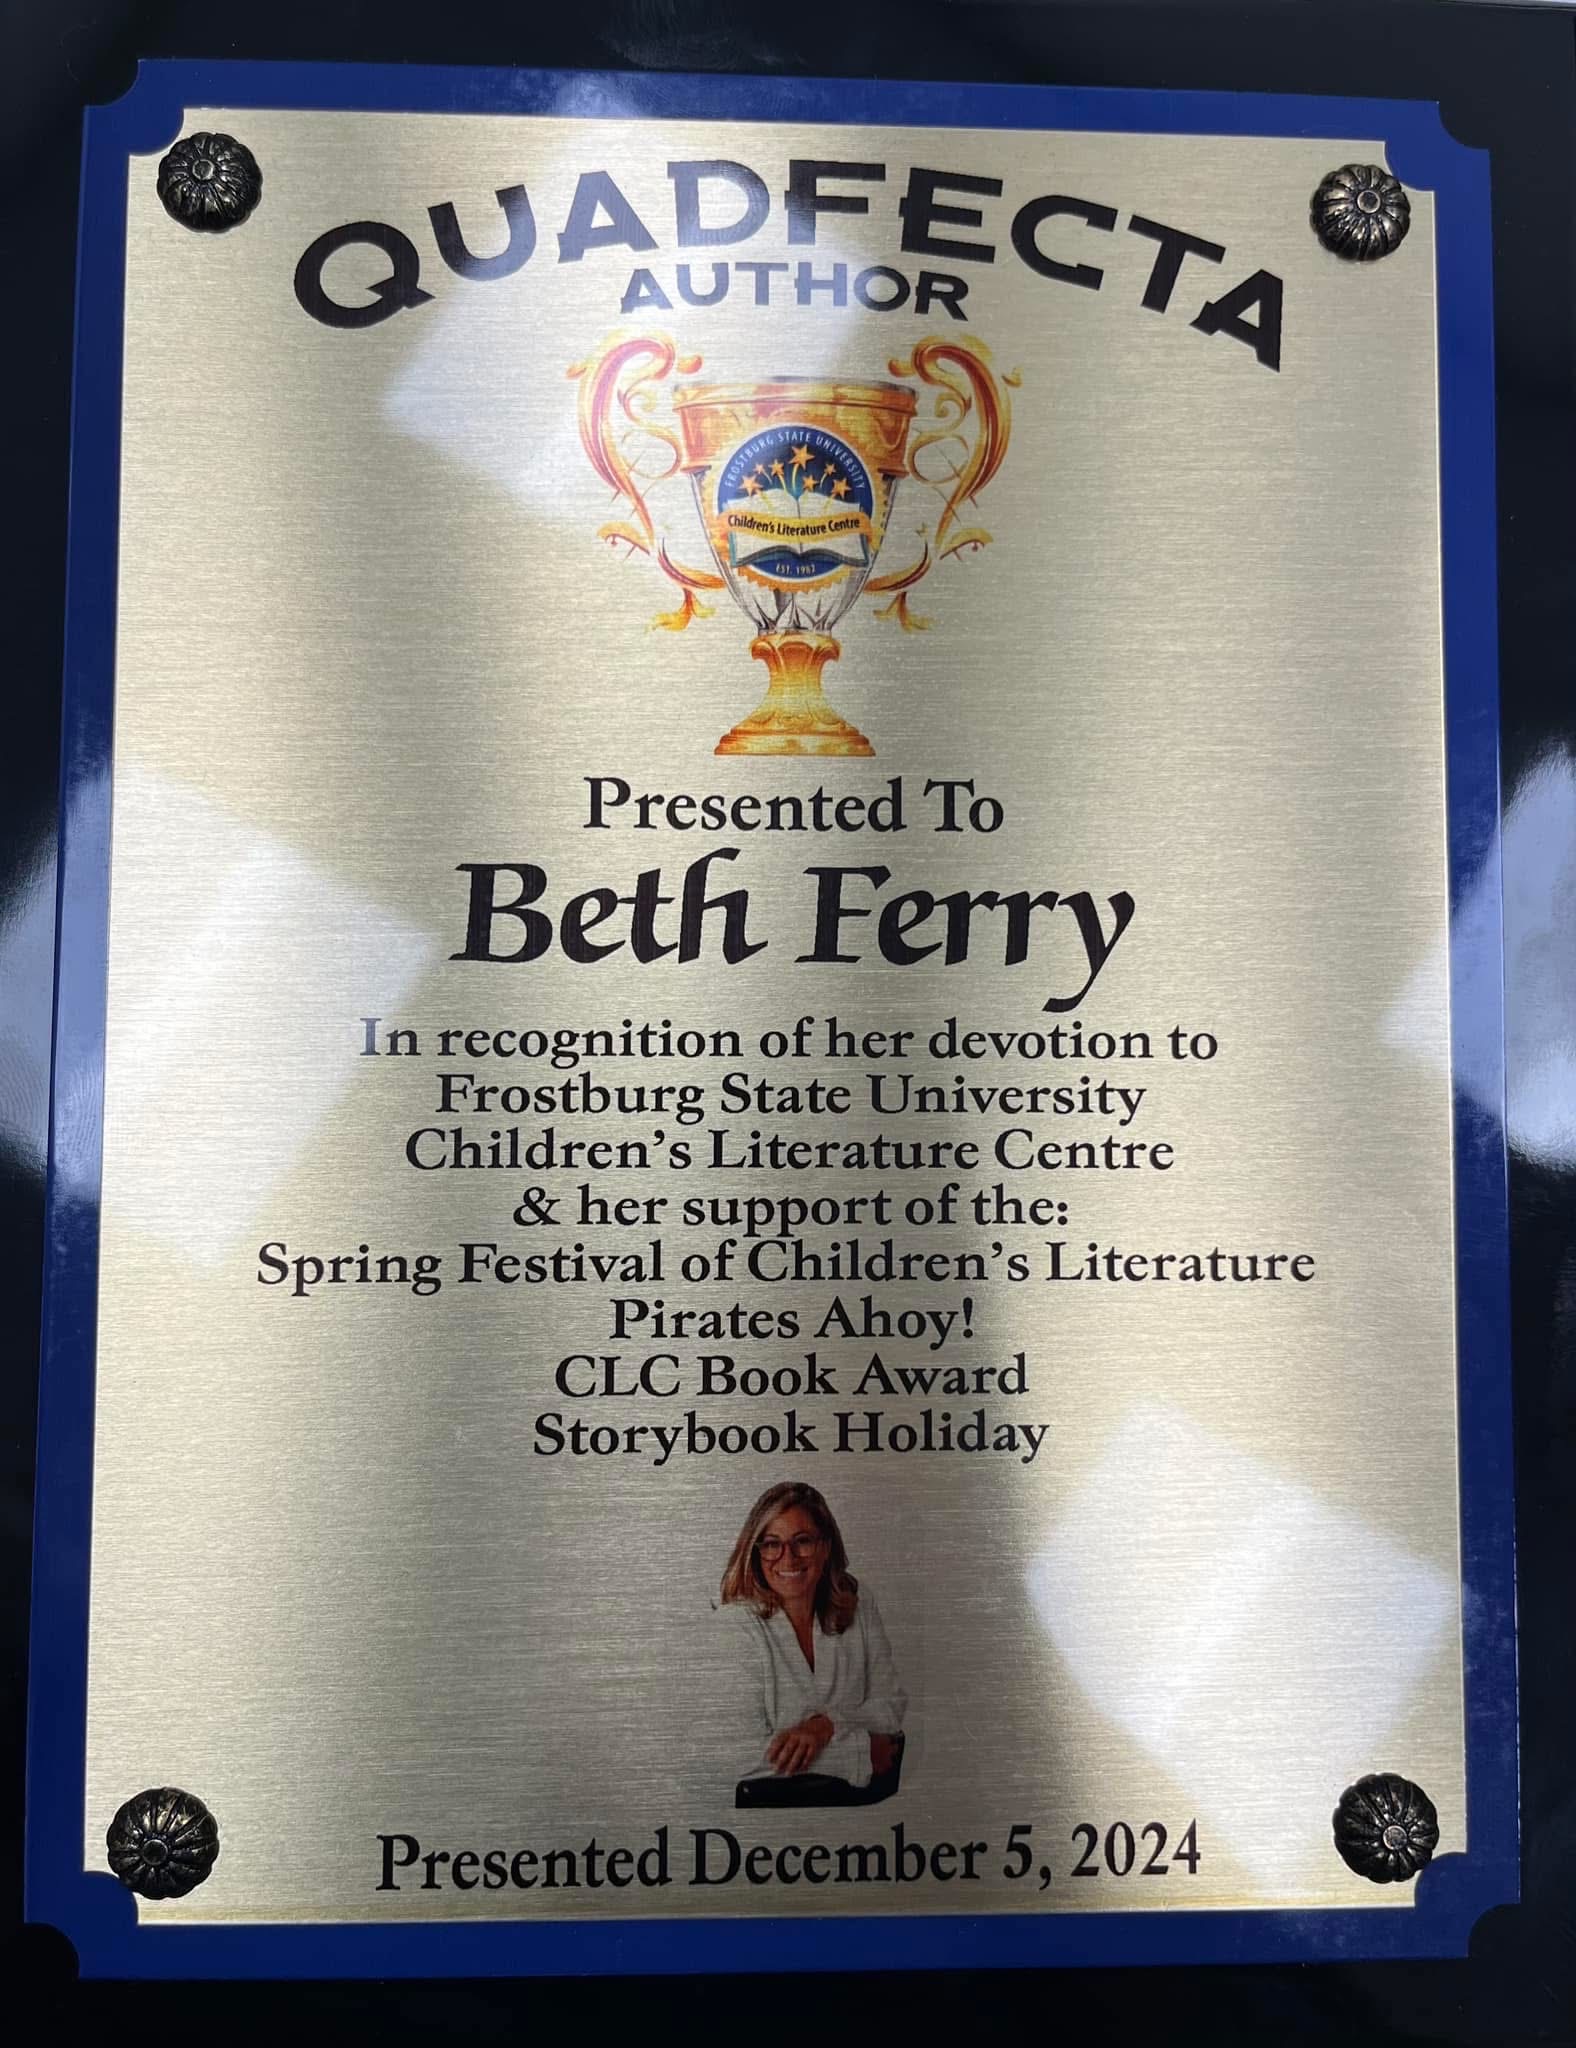 QUADFECTA
AUTHOR
FROSTBURG STATE UNIVERSITY
Children's Literature Centre
EST. 1982
Presented To
Beth Ferry
In recognition of her devotion to
Frostburg State University
Children's Literature Centre
& her support of the:
Spring Festival of Children's Literature
Pirates Ahoy!
CLC Book Award
Storybook Holiday
Presented December 5, 2024